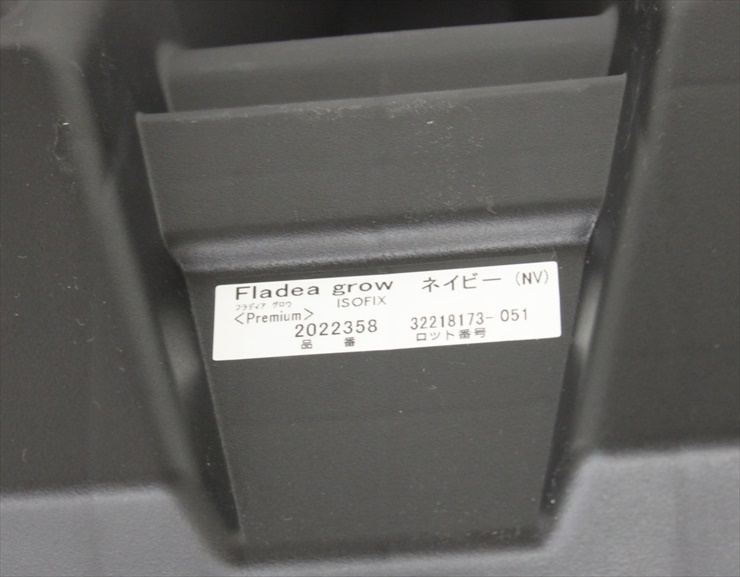 Fladea grow ネイビー (NV)
フラディア グロウ ISOFIX
<Premium>
2022358 32218173-051
品番 ロット番号